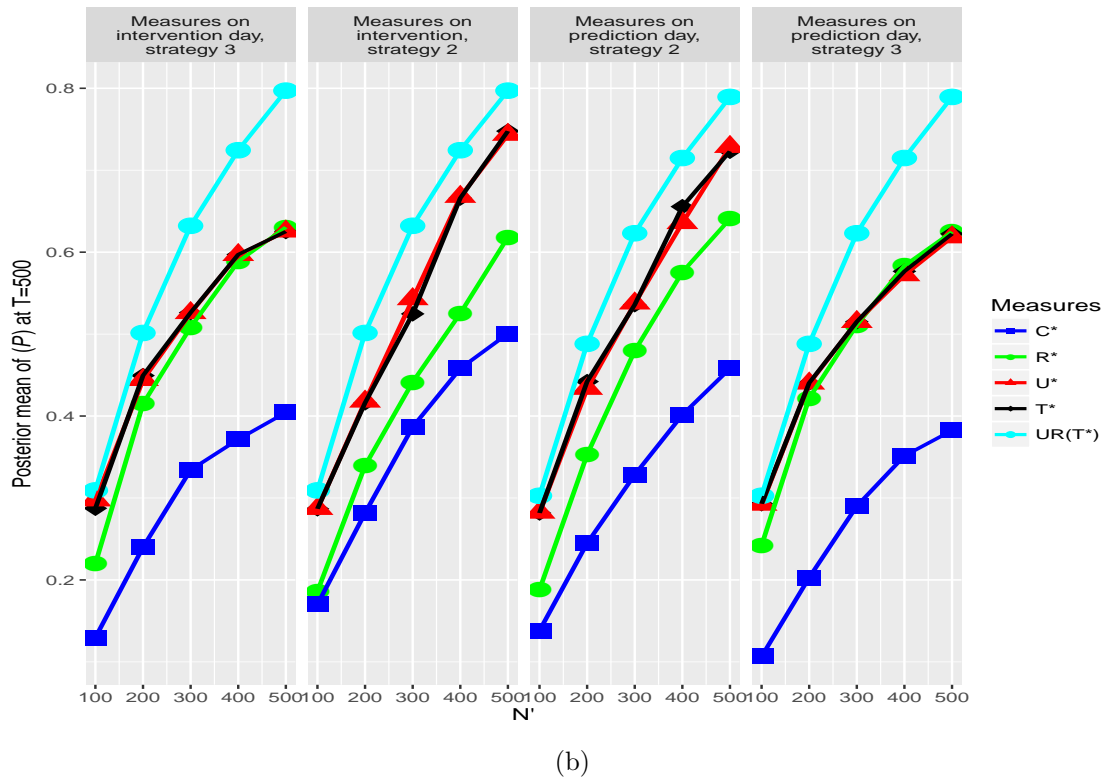 Measures on
intervention day,
strategy 3
Measures on
intervention,
strategy 2
Measures on
prediction day,
strategy 2
Measures on
prediction day,
strategy 3
Posterior mean of (P) at T=500
0.8
0.6
0.4
0.2
100 200 300 400 500
100 200 300 400 500
100 200 300 400 500
100 200 300 400 500
N'
Measures
C*
R*
U*
T*
UR(T*)
(b)